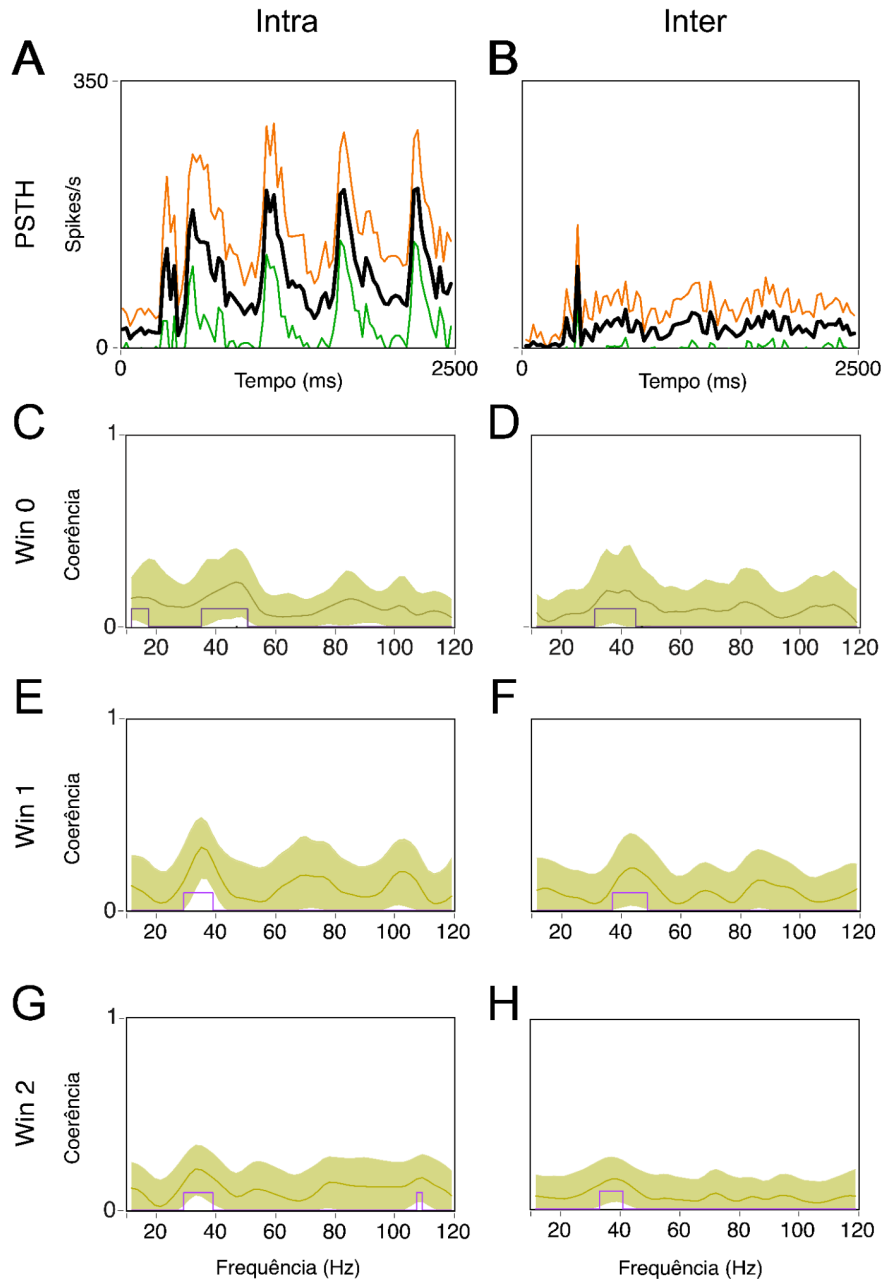 Intra
Inter
A
B
PSTH
Spikes/s
350
0
0
2500
0
2500
Tempo (ms)
Tempo (ms)
C
D
Win 0
Coerência
1
0
20 40 60 80 100 120
20 40 60 80 100 120
E
F
Win 1
Coerência
1
0
20 40 60 80 100 120
20 40 60 80 100 120
G
H
Win 2
Coerência
1
0
20 40 60 80 100 120
20 40 60 80 100 120
Frequência (Hz)
Frequência (Hz)